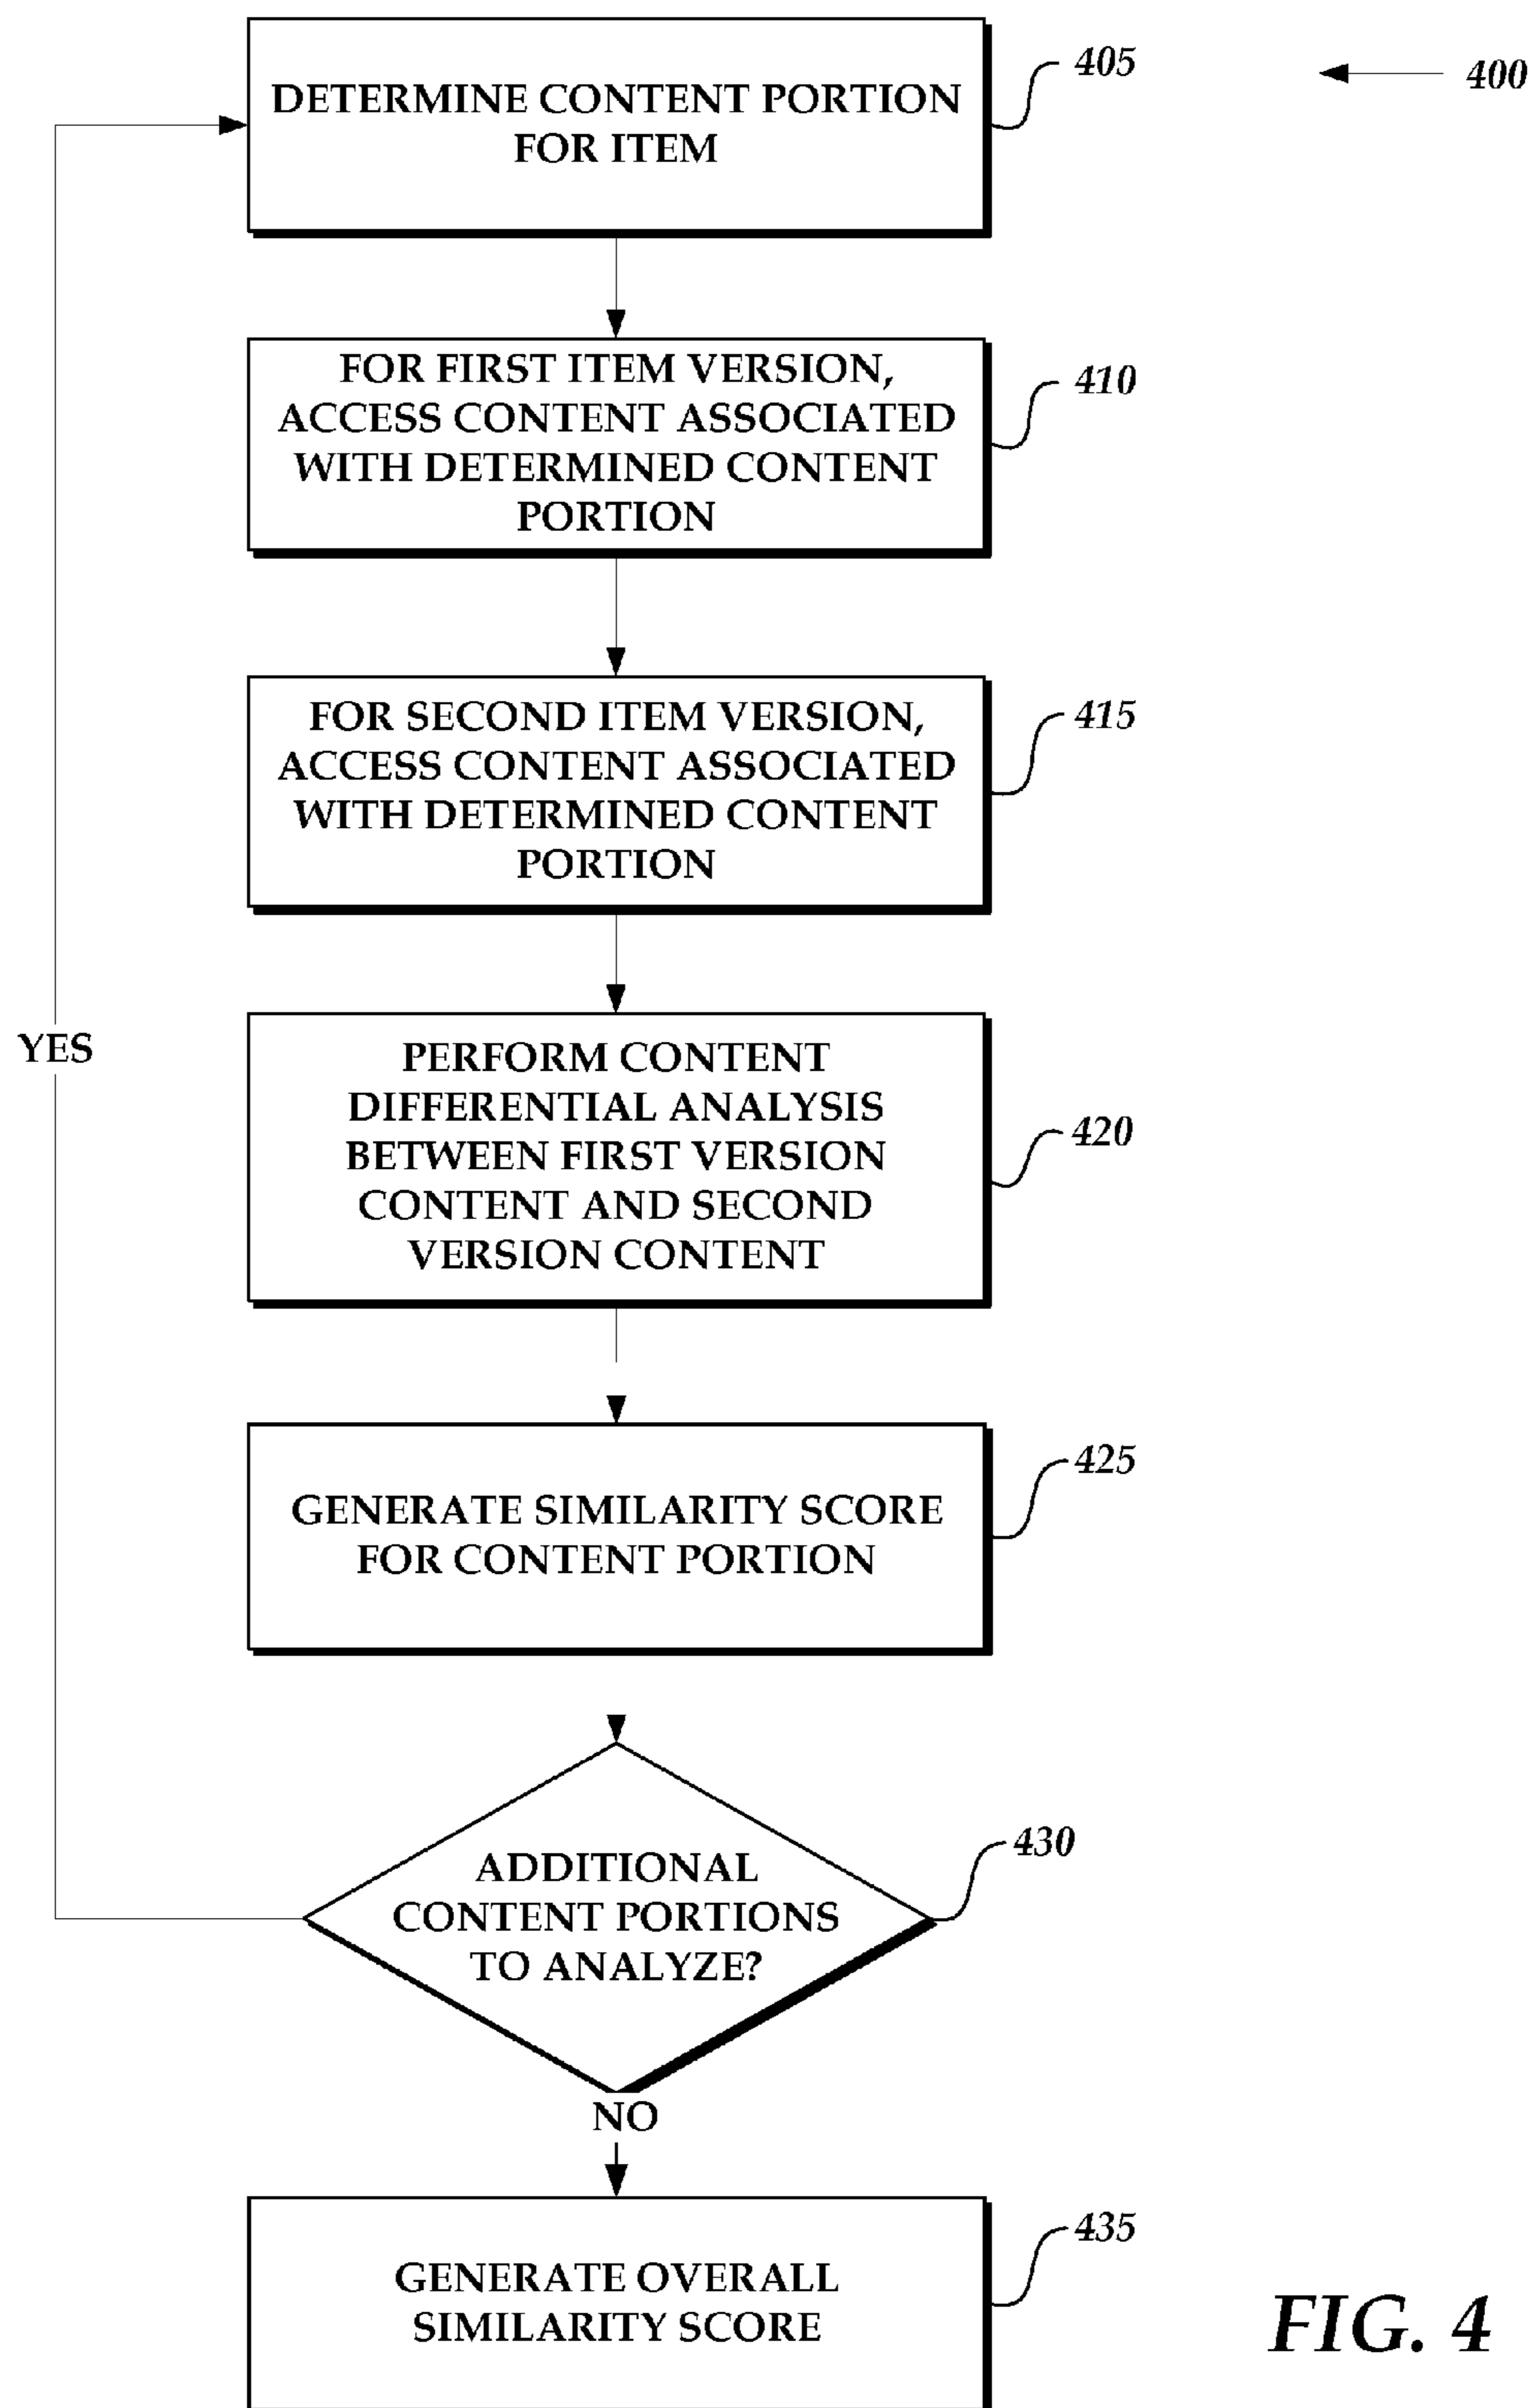 DETERMINE CONTENT PORTION
FOR ITEM
405
400
FOR FIRST ITEM VERSION,
ACCESS CONTENT ASSOCIATED
WITH DETERMINED CONTENT
PORTION
410
FOR SECOND ITEM VERSION,
ACCESS CONTENT ASSOCIATED
WITH DETERMINED CONTENT
PORTION
415
YES
PERFORM CONTENT
DIFFERENTIAL ANALYSIS
BETWEEN FIRST VERSION
CONTENT AND SECOND
VERSION CONTENT
420
GENERATE SIMILARITY SCORE
FOR CONTENT PORTION
425
ADDITIONAL
CONTENT PORTIONS
TO ANALYZE?
430
NO
GENERATE OVERALL
SIMILARITY SCORE
435
FIG. 4